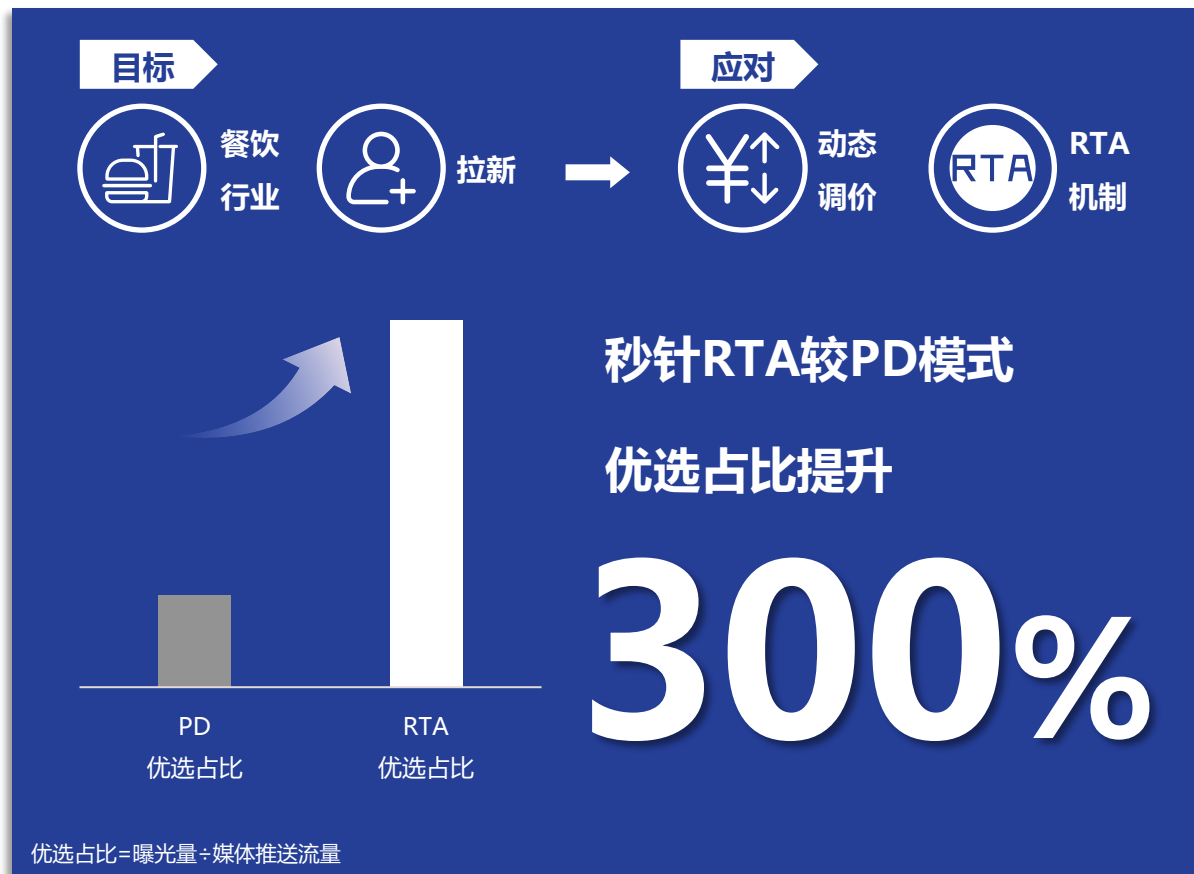 目标
餐饮
行业
拉新
应对
动态
调价
RTA
RTA
机制
秒针RTA较PD模式
优选占比提升
300%
PD
优选占比
RTA
优选占比
优选占比=曝光量÷媒体推送流量